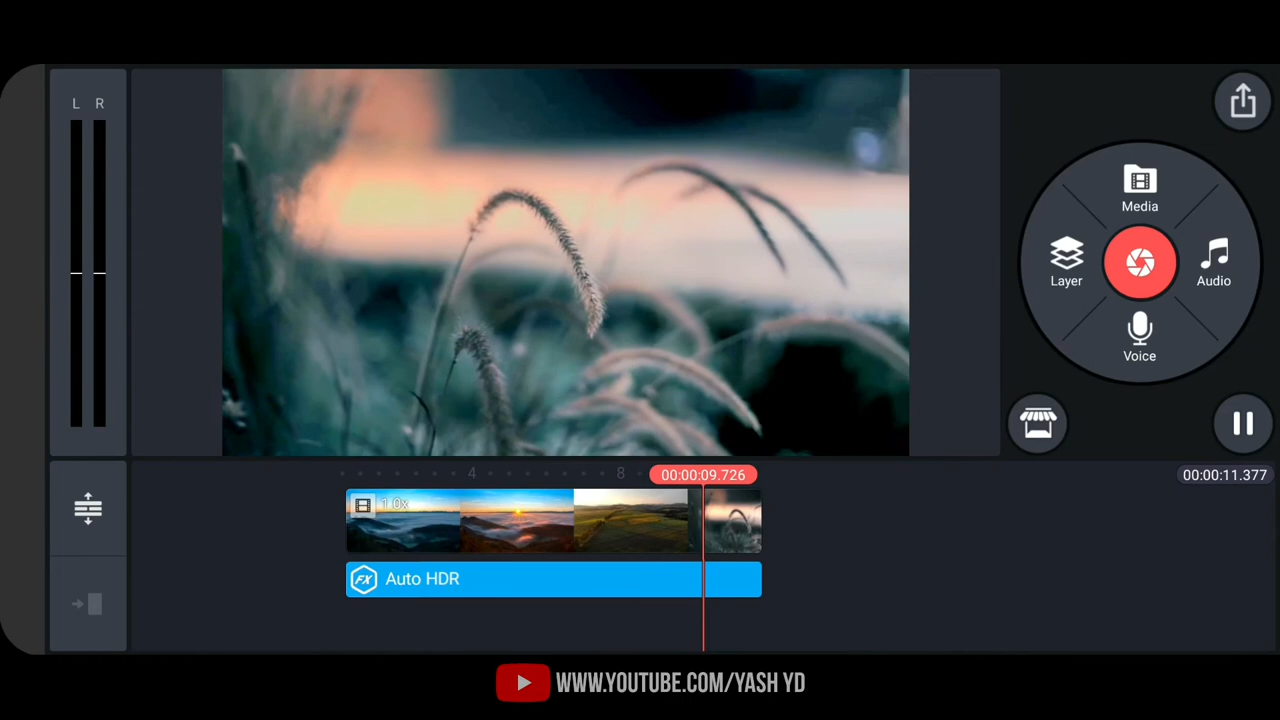 L R
Media
Layer
Audio
Voice
4
8
00:00:09.726
00:00:11.377
1.0x
FX Auto HDR
WWW.YOUTUBE.COM/YASH YD